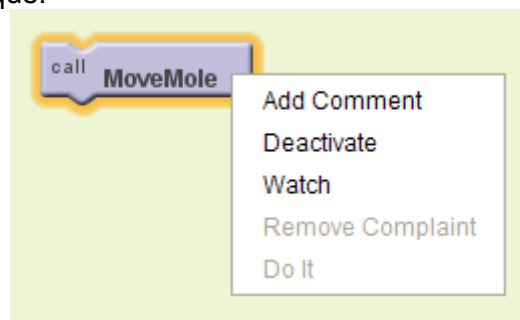 que.
call MoveMole
Add Comment
Deactivate
Watch
Remove Complaint
Do It